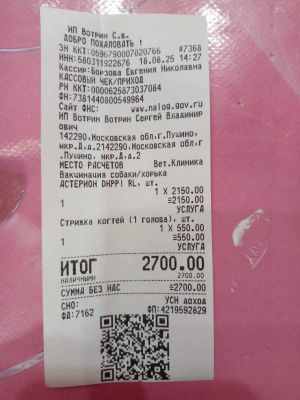 ИП Вотрин С.в.
ДОБРО ПОЖАЛОВАТЬ !
ЗН ККТ:0696790007020766 #7368
ИНН:580311922676 18.08.25 14:27
Кассир:Борзова Евгения Николаевна
КАССОВЫЙ ЧЕК/ПРИХОД
РН ККТ:0006258873037084
ФН:7381440800549964
Сайт ФНС: www.nalog.gov.ru
ИП Вотрин Вотрин Сергей Владимир
ович
142290,Московская обл,г.Пущино,
мкр.Д,д.2142290,Московская обл,г
.Пущино, мкр.Д,д.2
МЕСТО РАСЧЕТОВ Вет.Клиника
Вакцинация собаки/хорька
АСТЕРИОН DHPPI RL, шт.
1 X 2150.00
1 =2150.00
УСЛУГА
Стрижка когтей (1 голова), шт.
1 X 550.00
1 =550.00
УСЛУГА
ИТОГ 2700.00
НАЛИЧНЫМИ 2700.00
СУММА БЕЗ НДС =2700.00
СНО: УСН доход
ФД:7162 ФП:4219592829